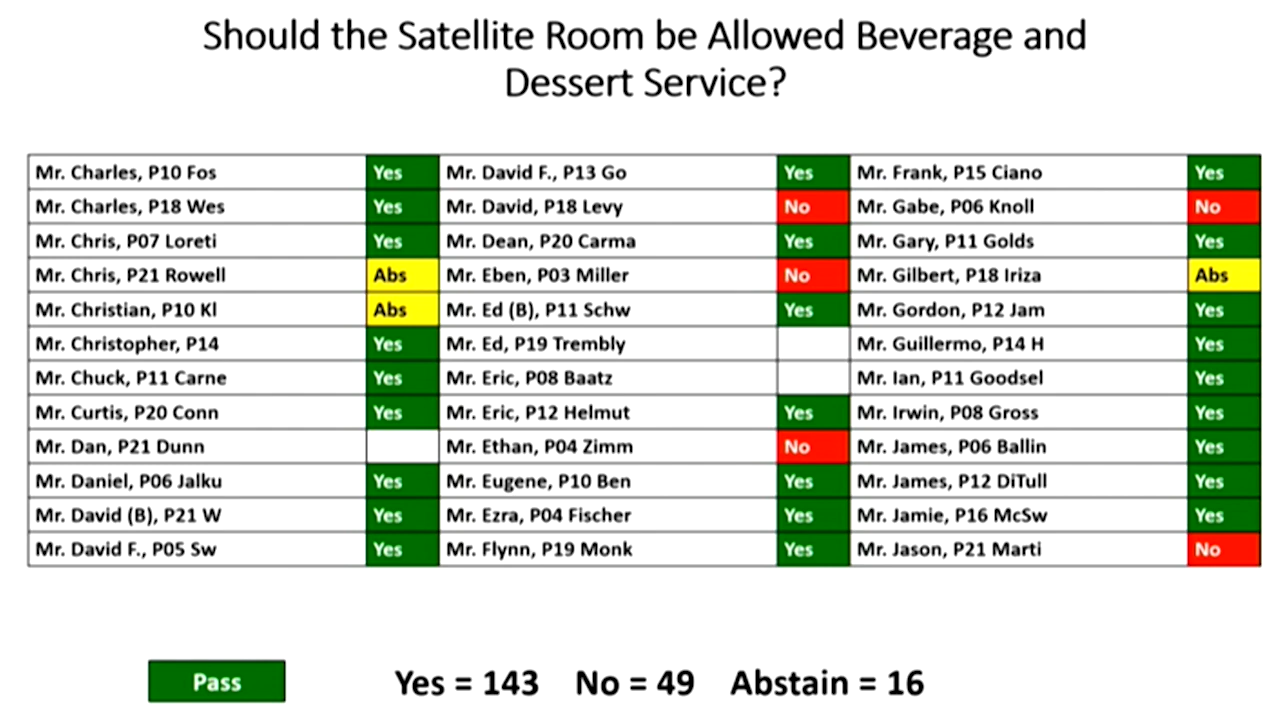 Should the Satellite Room be Allowed Beverage and
Dessert Service?
Mr. Charles, P10 Fos Yes Mr. David F., P13 Go Yes Mr. Frank, P15 Ciano Yes
Mr. Charles, P18 Wes Yes Mr. David, P18 Levy No Mr. Gabe, P06 Knoll No
Mr. Chris, P07 Loreti Yes Mr. Dean, P20 Carma Yes Mr. Gary, P11 Golds Yes
Mr. Chris, P21 Rowell Abs Mr. Eben, P03 Miller No Mr. Gilbert, P18 Iriza Abs
Mr. Christian, P10 Kl Abs Mr. Ed (B), P11 Schw Yes Mr. Gordon, P12 Jam Yes
Mr. Christopher, P14 Yes Mr. Ed, P19 Trembly Mr. Guillermo, P14 H Yes
Mr. Chuck, P11 Carne Yes Mr. Eric, P08 Baatz Mr. Ian, P11 Goodsel Yes
Mr. Curtis, P20 Conn Yes Mr. Eric, P12 Helmut Yes Mr. Irwin, P08 Gross Yes
Mr. Dan, P21 Dunn Mr. Ethan, P04 Zimm No Mr. James, P06 Ballin Yes
Mr. Daniel, P06 Jalku Yes Mr. Eugene, P10 Ben Yes Mr. James, P12 DiTull Yes
Mr. David (B), P21 W Yes Mr. Ezra, P04 Fischer Yes Mr. Jamie, P16 McSw Yes
Mr. David F., P05 Sw Yes Mr. Flynn, P19 Monk Yes Mr. Jason, P21 Marti No
Pass Yes = 143 No = 49 Abstain = 16